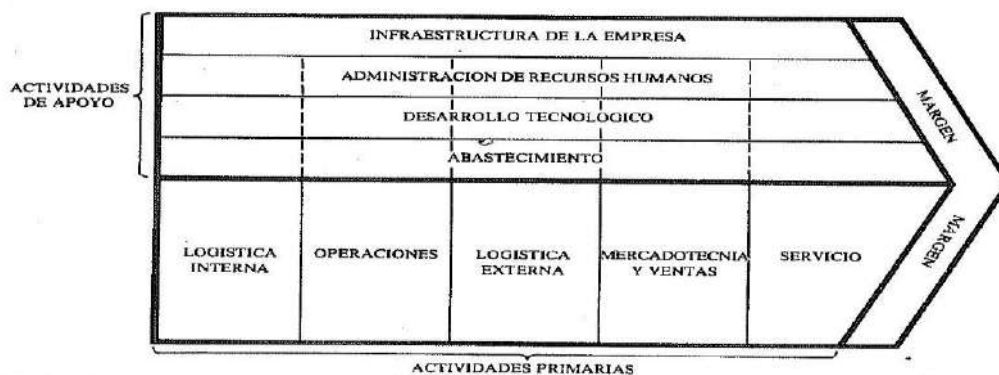 INFRAESTRUCTURA DE LA EMPRESA
ADMINISTRACION DE RECURSOS HUMANOS
DESARROLLO TECNOLOGICO
ABASTECIMIENTO
ACTIVIDADES
DE APOYO
MARGEN
MARGEN
LOGISTICA
INTERNA
OPERACIONES
LOGISTICA
EXTERNA
MERCADOTECNIA
Y VENTAS
SERVICIO
ACTIVIDADES PRIMARIAS